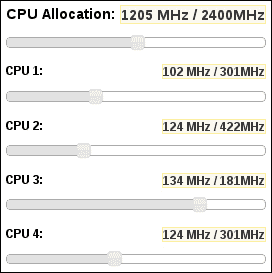 CPU Allocation: 1205 MHz / 2400MHz
CPU 1: 102 MHz / 301MHz
CPU 2: 124 MHz / 422MHz
CPU 3: 134 MHz / 181MHz
CPU 4: 124 MHz / 301MHz